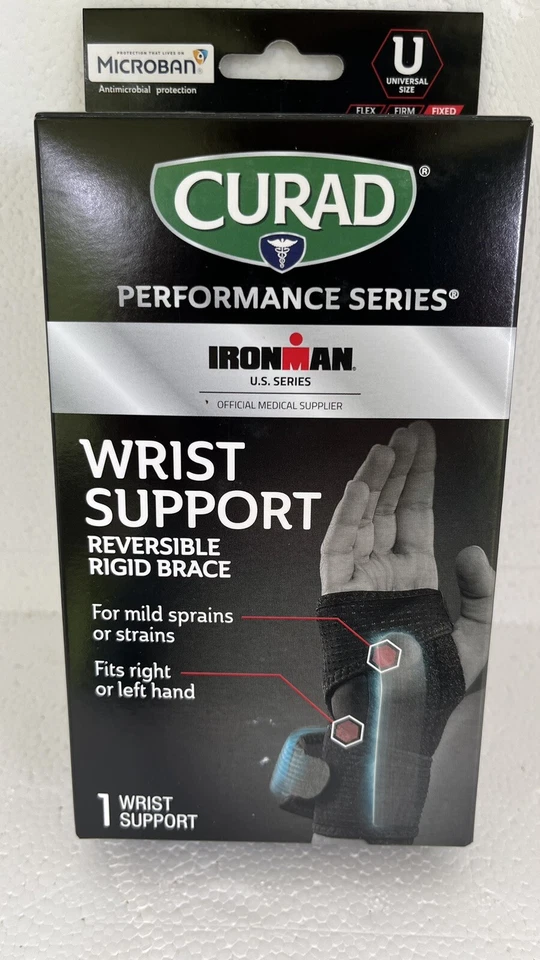 PROTECTION THAT LIVES ON
MICROBAN®
Antimicrobial protection
U
UNIVERSAL
SIZE
FLEX FIRM FIXED
CURAD®
PERFORMANCE SERIES®
IRONMAN®
U.S. SERIES
OFFICIAL MEDICAL SUPPLIER
WRIST
SUPPORT
REVERSIBLE
RIGID BRACE
For mild sprains
or strains
Fits right
or left hand
1 WRIST
SUPPORT